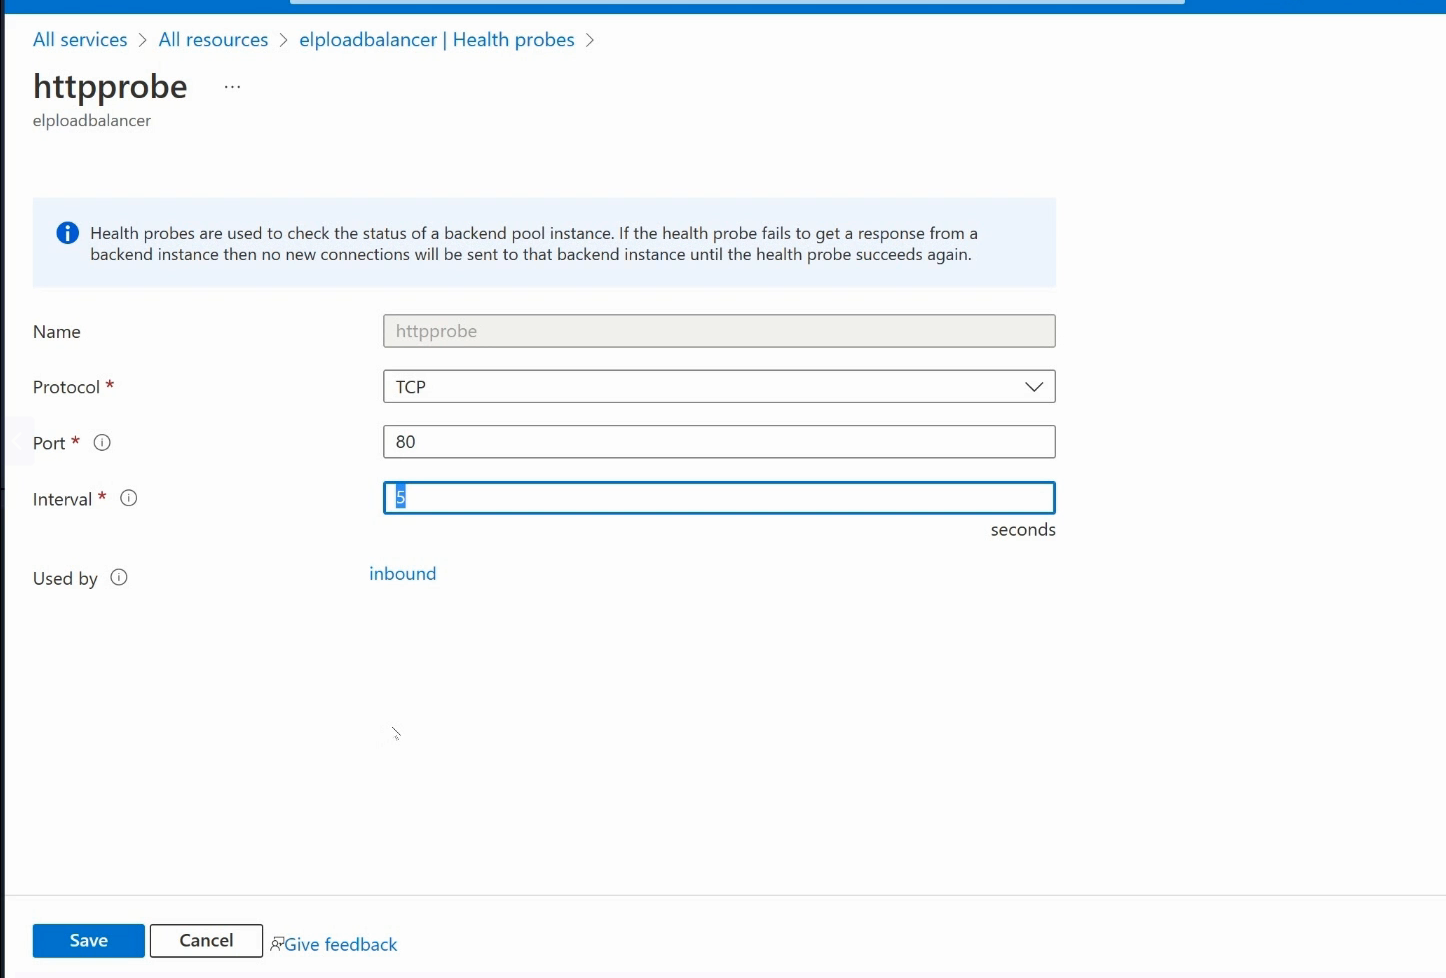 All services > All resources > elploadbalancer | Health probes >
httpprobe ...
elploadbalancer
Health probes are used to check the status of a backend pool instance. If the health probe fails to get a response from a
backend instance then no new connections will be sent to that backend instance until the health probe succeeds again.
Name httpprobe
Protocol * TCP
Port * 80
Interval * 5
seconds
Used by inbound
Save Cancel Give feedback